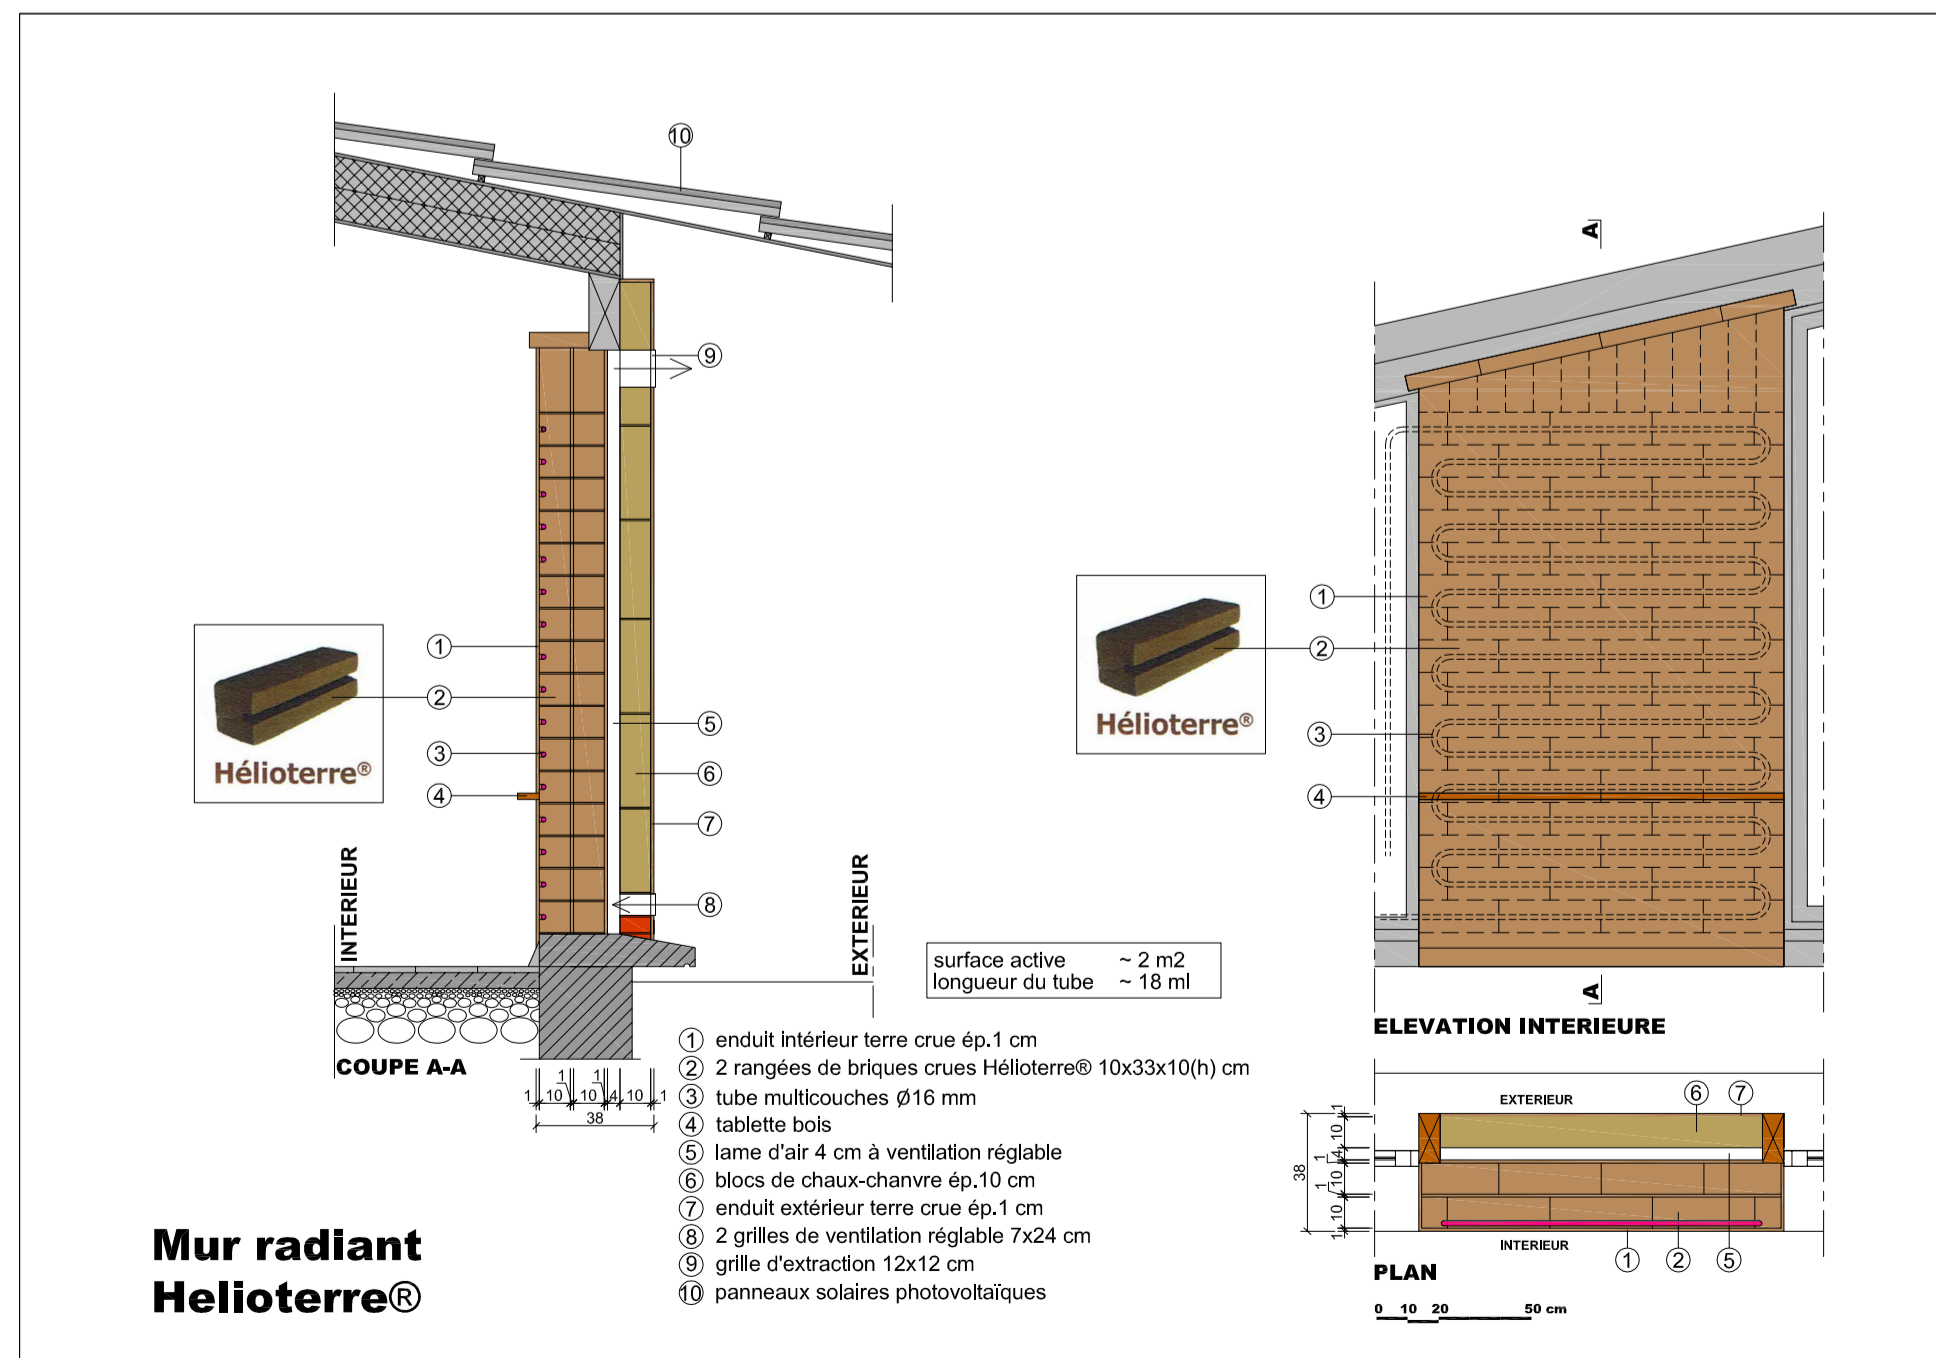 10
9
1
2
3
4
5
6
7
8
Hélioterre®
INTERIEUR
EXTERIEUR
COUPE A-A
1 10 1 10 1 4 10 1
38
surface active ~ 2 m2
longueur du tube ~ 18 ml
1 enduit intérieur terre crue ép.1 cm
2 2 rangées de briques crues Hélioterre® 10x33x10(h) cm
3 tube multicouches Ø16 mm
4 tablette bois
5 lame d'air 4 cm à ventilation réglable
6 blocs de chaux-chanvre ép.10 cm
7 enduit extérieur terre crue ép.1 cm
8 2 grilles de ventilation réglable 7x24 cm
9 grille d'extraction 12x12 cm
10 panneaux solaires photovoltaïques
Mur radiant
Helioterre®
A
1
2
3
4
Hélioterre®
A
ELEVATION INTERIEURE
EXTERIEUR
6 7
1 10 4 1 10 1 10 1
38
INTERIEUR
1 2 5
PLAN
0 10 20 50 cm